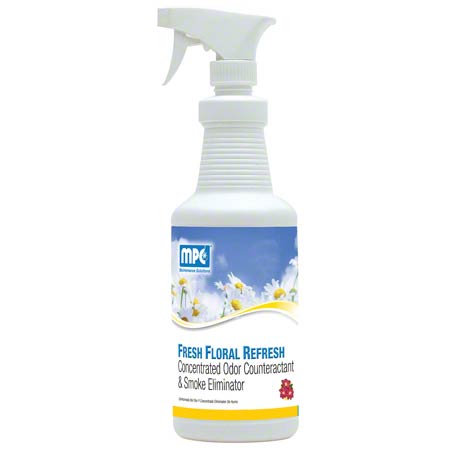 MPC
Maintenance Solutions
FRESH FLORAL REFRESH
Concentrated Odor Counteractant
& Smoke Eliminator